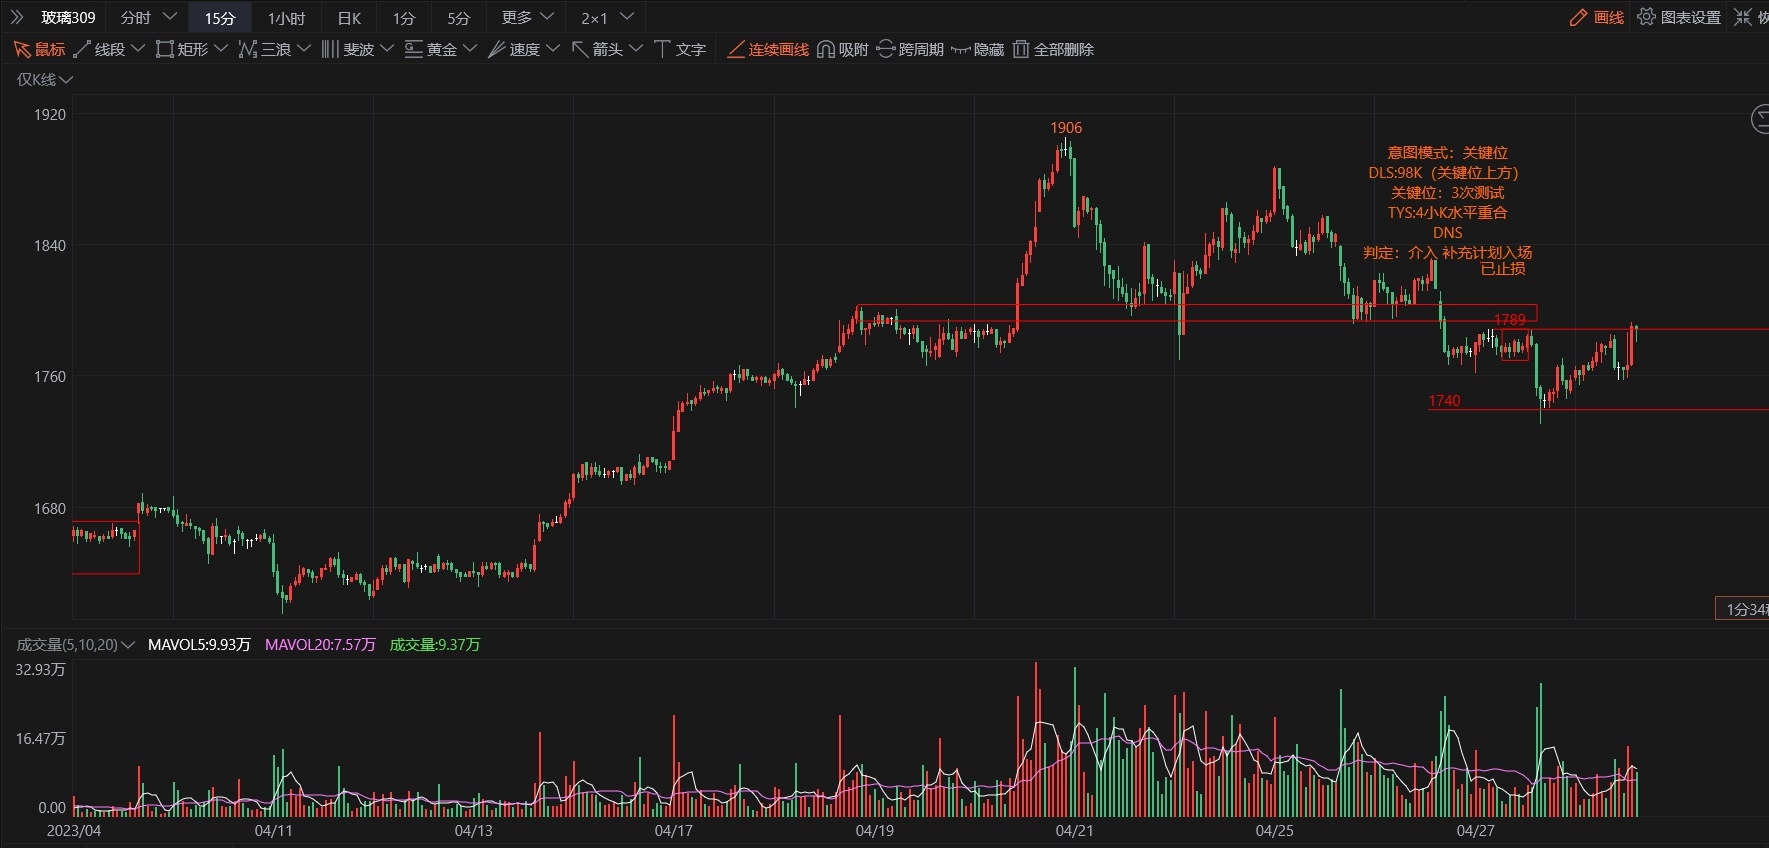 玻璃309 分时 15分 1小时 日K 1分 5分 更多 2×1 画线 图表设置
鼠标 线段 矩形 三浪 斐波 黄金 速度 箭头 文字 连续画线 吸附 跨周期 隐藏 全部删除
仅K线
1920
1906
意图模式：关键位
DLS:98K（关键位上方）
关键位：3次测试
TYS:4小K水平重合
DNS
1840
判定：介入 补充计划入场
已止损
1789
1760
1740
1680
1分34
成交量(5,10,20) MAVOL5:9.93万 MAVOL20:7.57万 成交量:9.37万
32.93万
16.47万
0.00
2023/04 04/11 04/13 04/17 04/19 04/21 04/25 04/27